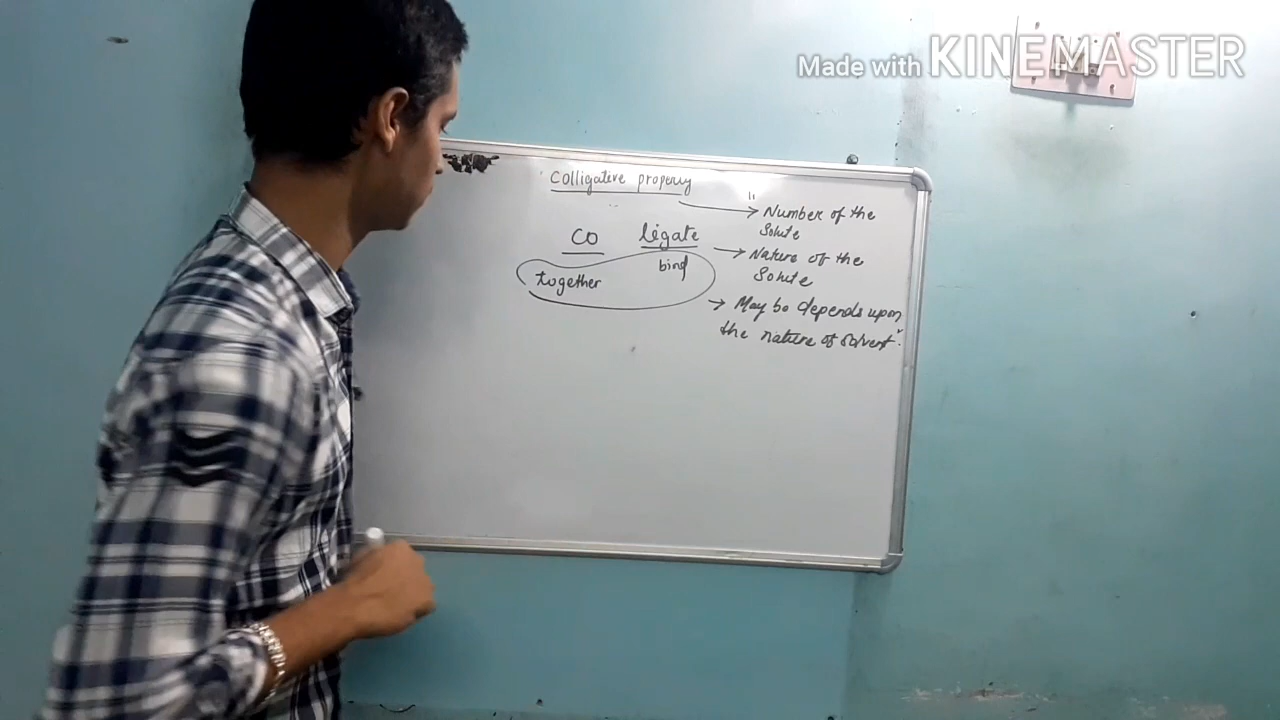 Made with KINEMASTER
Colligative property
Number of the
Solute
CO ligate
Nature of the
Solute
together bind
May be depends upon
the nature of solvent.